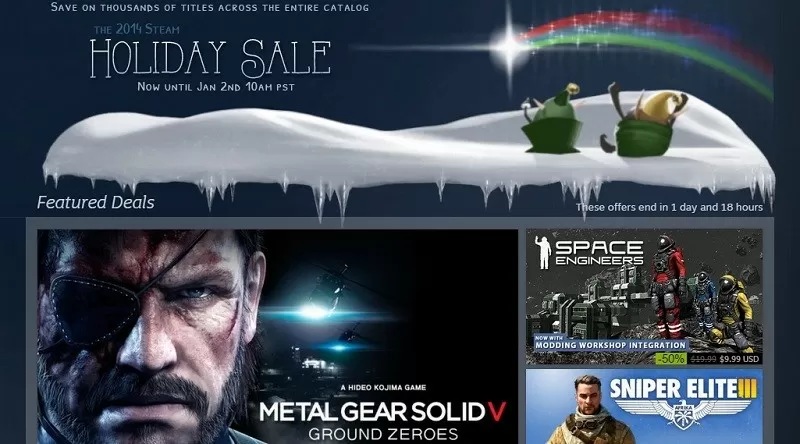 Save on thousands of titles across the entire catalog
the 2014 Steam
Holiday Sale
Now until Jan 2nd 10am PST
Featured Deals
These offers end in 1 day and 18 hours
SPACE
ENGINEERS
NOW WITH
MODDING WORKSHOP INTEGRATION
-50% $19.99 $9.99 USD
A HIDEO KOJIMA GAME
METAL GEAR SOLID V
GROUND ZEROES
SNIPER ELITE III
AFRIKA